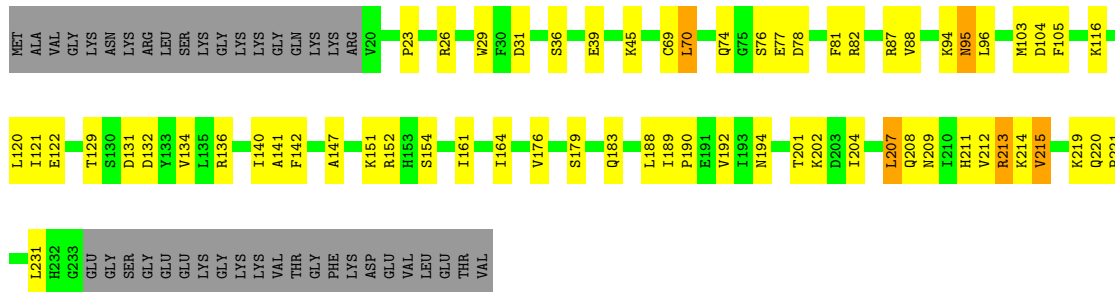 MET ALA VAL GLY LYS ASN LYS ARG LEU SER LYS GLY LYS LYS GLY GLN LYS LYS ARG V20 P23 R26 W29 F30 D31 S36 E39 K45 C69 L70 Q74 G75 S76 E77 D78 F81 R82 R87 V88 K94 N95 L96 M103 D104 F105 K116
L120 I121 E122 T129 S130 D131 D132 Y133 V134 L135 R136 I140 A141 F142 A147 K151 R152 H153 S154 I161 I164 V176 S179 Q183 L188 I189 P190 E191 V192 I193 N194 T201 K202 D203 I204 L207 Q208 N209 I210 H211 V212 R213 K214 V215 K219 Q220
L231 H232 G233 GLU GLY SER GLY GLU GLU LYS GLY LYS LYS VAL THR GLY PHE LYS ASP GLU VAL LEU GLU THR VAL